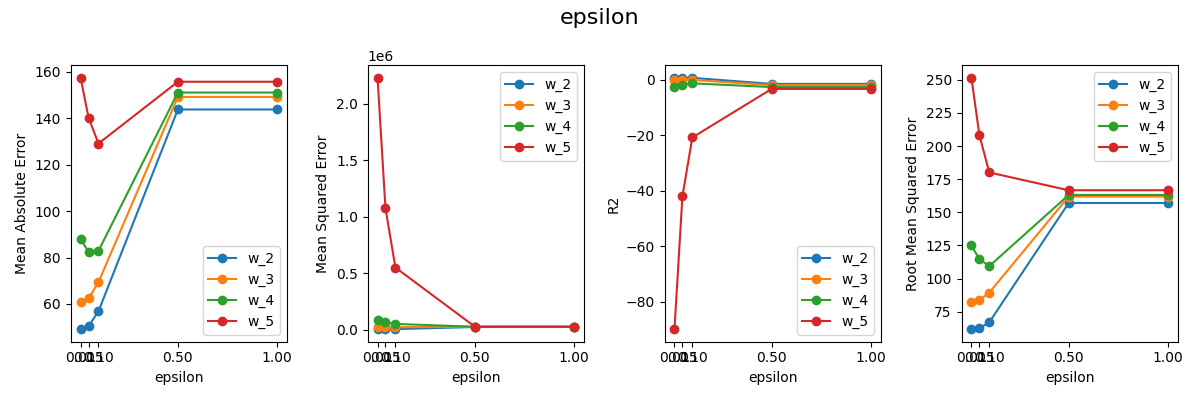 epsilon
Mean Absolute Error
160
140
120
100
80
60
0.50
1.00
epsilon
w_2
w_3
w_4
w_5
Mean Squared Error
1e6
2.0
1.5
1.0
0.5
0.0
0.50
1.00
epsilon
w_2
w_3
w_4
w_5
R2
0
−20
−40
−60
−80
0.50
1.00
epsilon
w_2
w_3
w_4
w_5
Root Mean Squared Error
250
225
200
175
150
125
100
75
0.50
1.00
epsilon
w_2
w_3
w_4
w_5